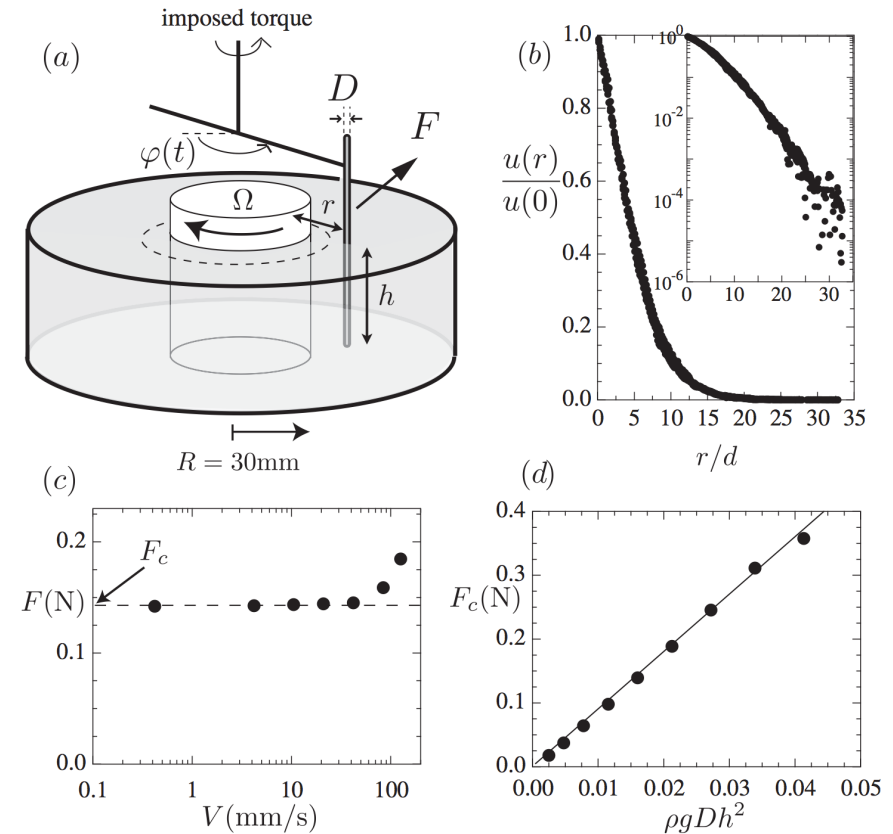 imposed torque
(a)
D
F
φ(t)
Ω
r
h
R = 30mm
(b)
1.0
0.8
0.6
0.4
0.2
0.0
u(r)
u(0)
10^0
10^-2
10^-4
10^-6
0 10 20 30
0 5 10 15 20 25 30 35
r/d
(c)
0.2
F_c
F(N)
0.1
0.0
0.1 1 10 100
V(mm/s)
(d)
0.4
F_c(N)
0.3
0.2
0.1
0.0
0.00 0.01 0.02 0.03 0.04 0.05
ρgDh^2